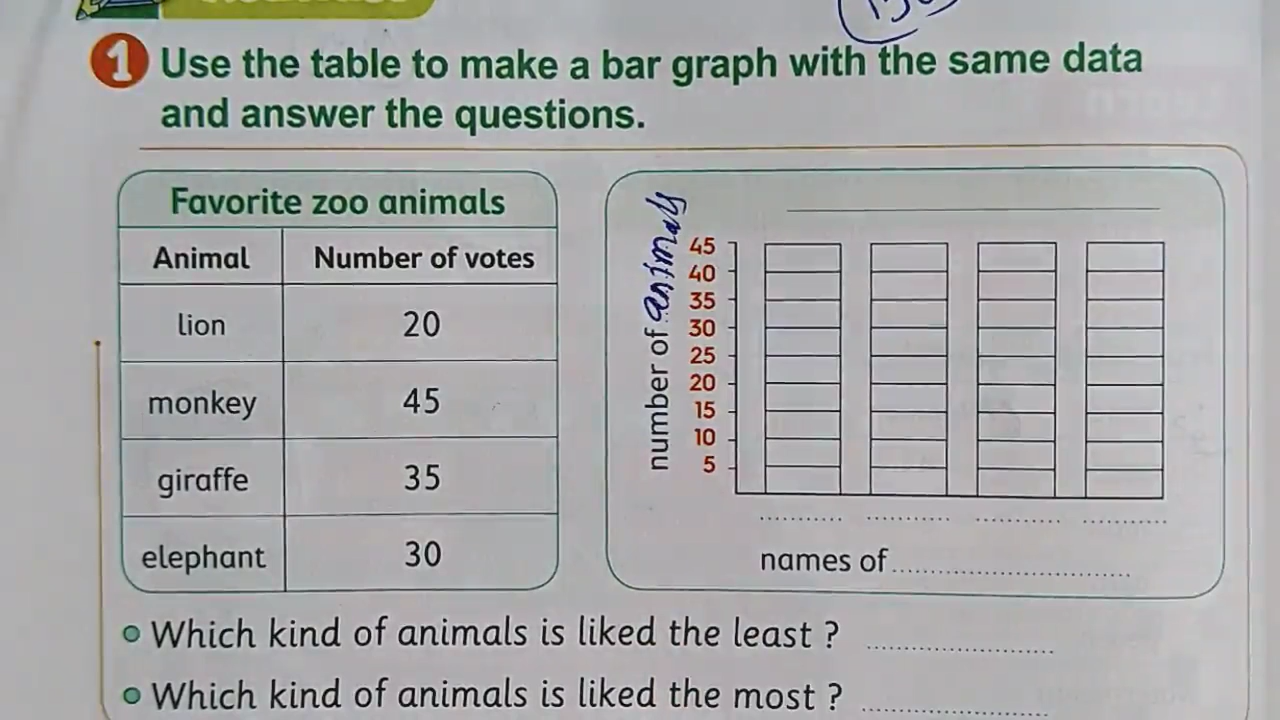 1 Use the table to make a bar graph with the same data
and answer the questions.
Favorite zoo animals
Animal Number of votes
lion 20
monkey 45
giraffe 35
elephant 30
number of animals
45
40
35
30
25
20
15
10
5
names of
Which kind of animals is liked the least ?
Which kind of animals is liked the most ?